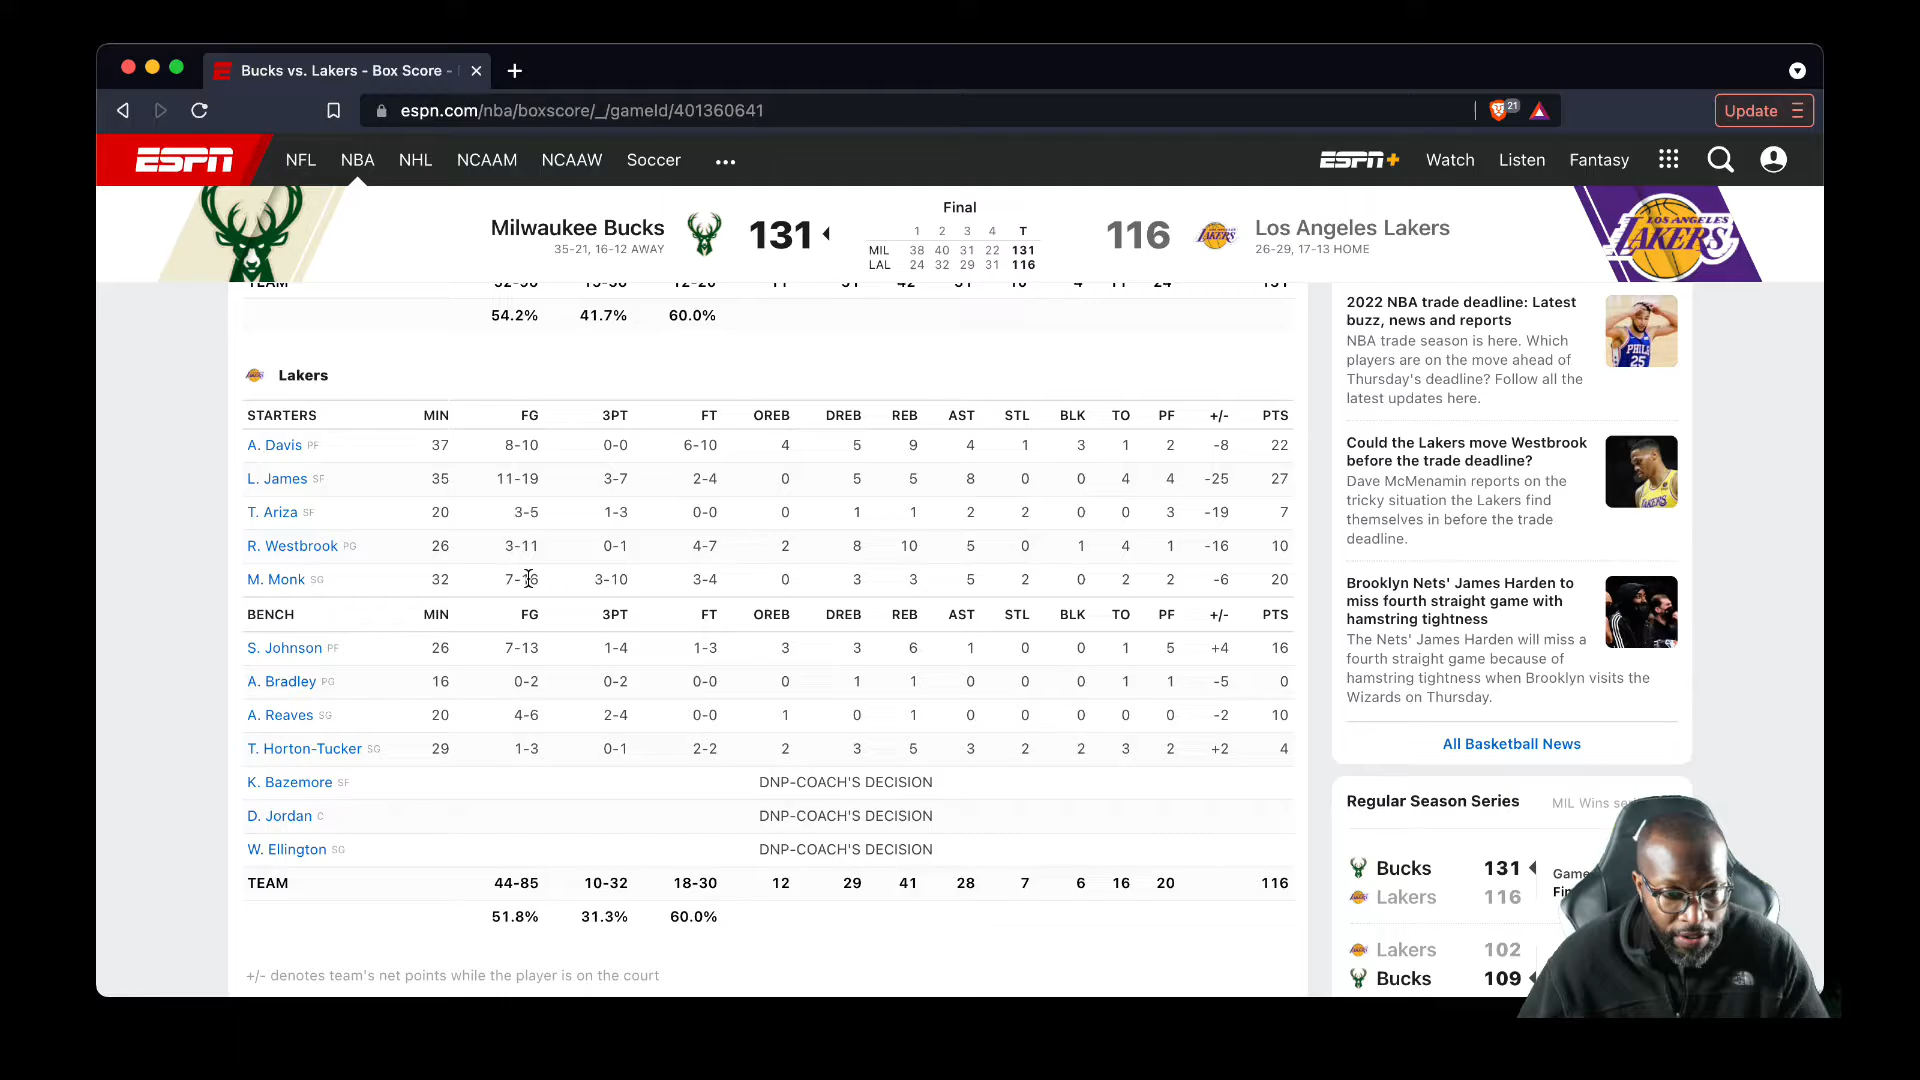 Bucks vs. Lakers - Box Score -
espn.com/nba/boxscore/_/gameId/401360641
21
Update
ESPN
NFL NBA NHL NCAAM NCAAW Soccer
ESPN+ Watch Listen Fantasy
Milwaukee Bucks
35-21, 16-12 AWAY
131
Final
1 2 3 4 T
MIL 38 40 31 22 131
LAL 24 32 29 31 116
116
Los Angeles Lakers
26-29, 17-13 HOME
LOS ANGELES
LAKERS
54.2% 41.7% 60.0%
Lakers
STARTERS MIN FG 3PT FT OREB DREB REB AST STL BLK TO PF +/- PTS
A. Davis PF 37 8-10 0-0 6-10 4 5 9 4 1 3 1 2 -8 22
L. James SF 35 11-19 3-7 2-4 0 5 5 8 0 0 4 4 -25 27
T. Ariza SF 20 3-5 1-3 0-0 0 1 1 2 2 0 0 3 -19 7
R. Westbrook PG 26 3-11 0-1 4-7 2 8 10 5 0 1 4 1 -16 10
M. Monk SG 32 7-16 3-10 3-4 0 3 3 5 2 0 2 2 -6 20
BENCH MIN FG 3PT FT OREB DREB REB AST STL BLK TO PF +/- PTS
S. Johnson PF 26 7-13 1-4 1-3 3 3 6 1 0 0 1 5 +4 16
A. Bradley PG 16 0-2 0-2 0-0 0 1 1 0 0 0 1 1 -5 0
A. Reaves SG 20 4-6 2-4 0-0 1 0 1 0 0 0 0 0 -2 10
T. Horton-Tucker SG 29 1-3 0-1 2-2 2 3 5 3 2 2 3 2 +2 4
K. Bazemore SF DNP-COACH'S DECISION
D. Jordan C DNP-COACH'S DECISION
W. Ellington SG DNP-COACH'S DECISION
TEAM 44-85 10-32 18-30 12 29 41 28 7 6 16 20 116
51.8% 31.3% 60.0%
+/- denotes team's net points while the player is on the court
2022 NBA trade deadline: Latest
buzz, news and reports
NBA trade season is here. Which
players are on the move ahead of
Thursday's deadline? Follow all the
latest updates here.
Could the Lakers move Westbrook
before the trade deadline?
Dave McMenamin reports on the
tricky situation the Lakers find
themselves in before the trade
deadline.
Brooklyn Nets' James Harden to
miss fourth straight game with
hamstring tightness
The Nets' James Harden will miss a
fourth straight game because of
hamstring tightness when Brooklyn visits the
Wizards on Thursday.
All Basketball News
Regular Season Series MIL Wins
Bucks 131
Lakers 116
Lakers 102
Bucks 109